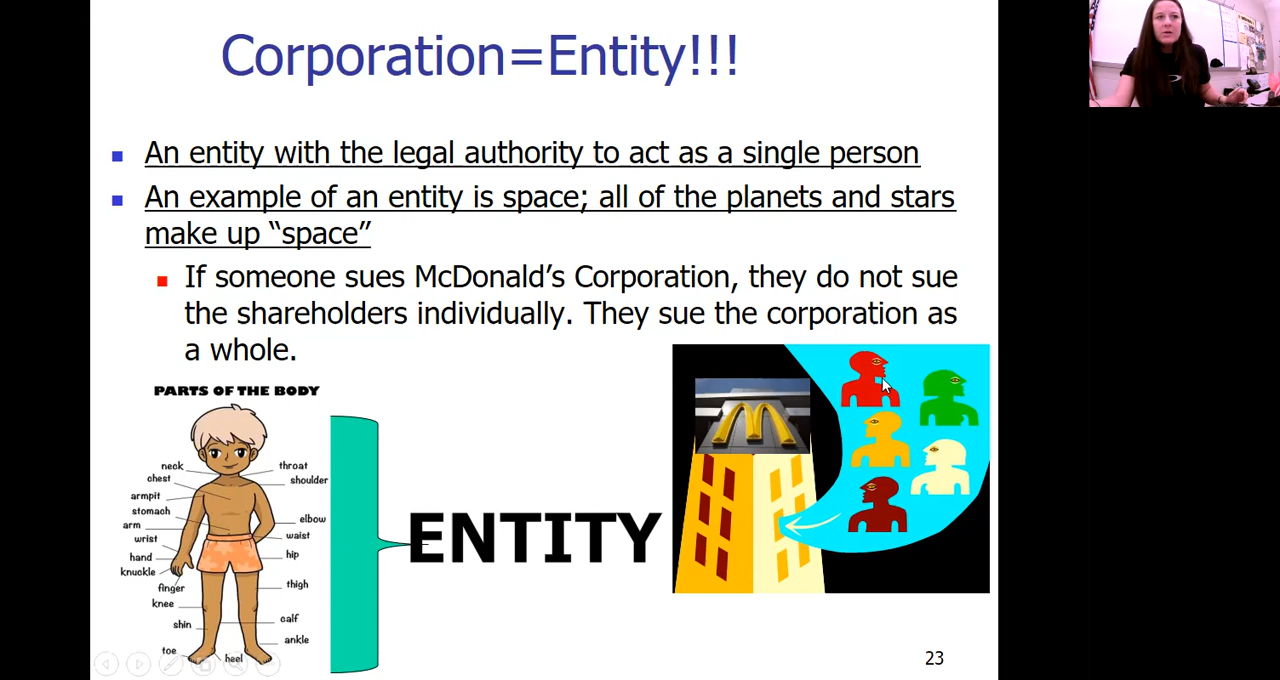 Corporation=Entity!!!
An entity with the legal authority to act as a single person
An example of an entity is space; all of the planets and stars
make up “space”
If someone sues McDonald’s Corporation, they do not sue
the shareholders individually. They sue the corporation as
a whole.
PARTS OF THE BODY
neck
throat
chest
shoulder
armpit
stomach
arm
elbow
wrist
waist
hand
hip
knuckle
finger
thigh
knee
shin
calf
ankle
toe
heel
ENTITY
23